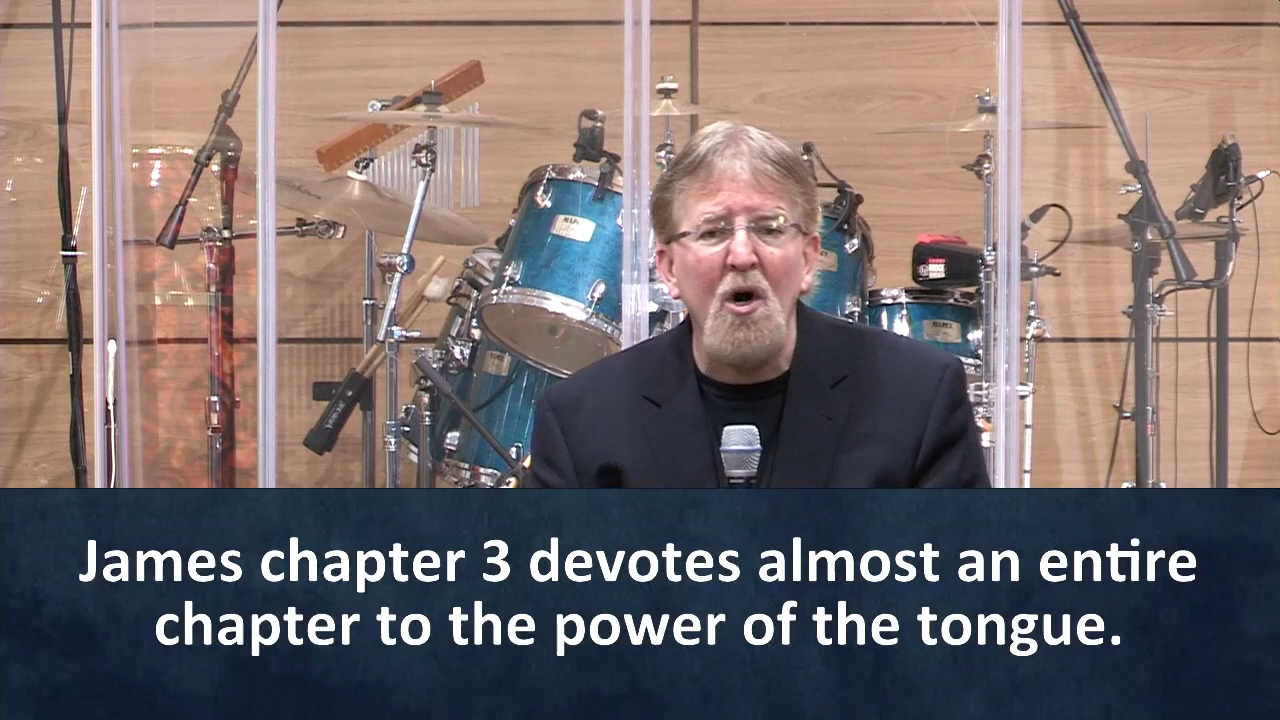 James chapter 3 devotes almost an entire
chapter to the power of the tongue.